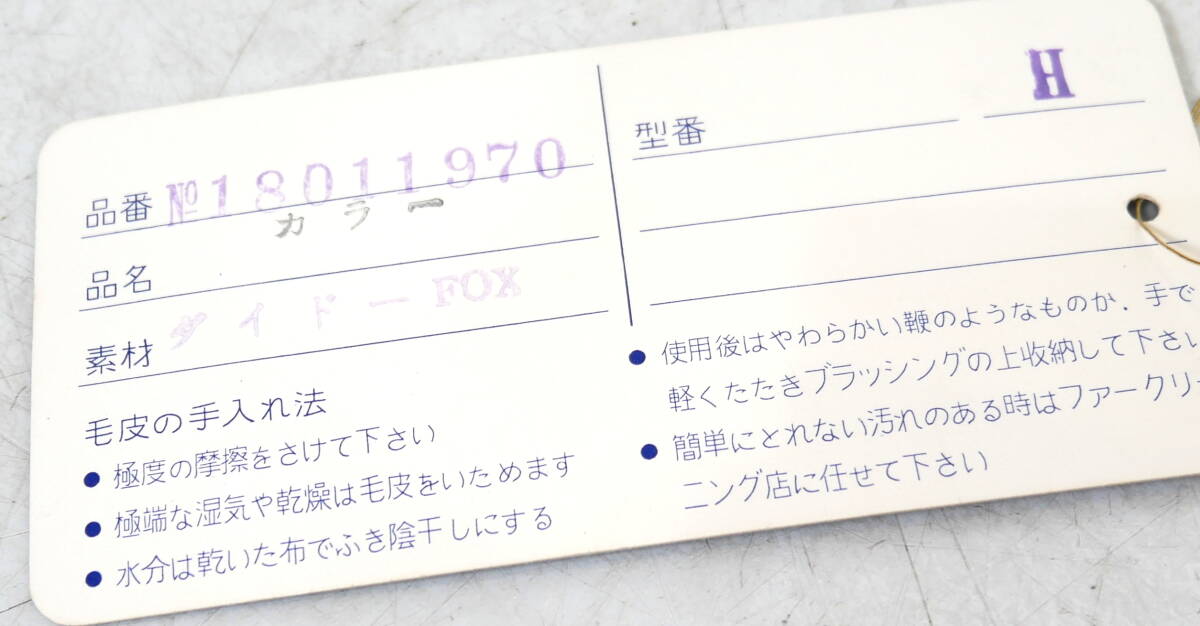 品番 №18011970
カラー
品名
ダイドーFOX
素材
毛皮の手入れ法
● 極度の摩擦をさけて下さい
● 極端な湿気や乾燥は毛皮をいためます
● 水分は乾いた布でふき陰干しにする
H
型番
● 使用後はやわらかい鞭のようなものか．手で
軽くたたきブラッシングの上収納して下さい
● 簡単にとれない汚れのある時はファークリー
ニング店に任せて下さい